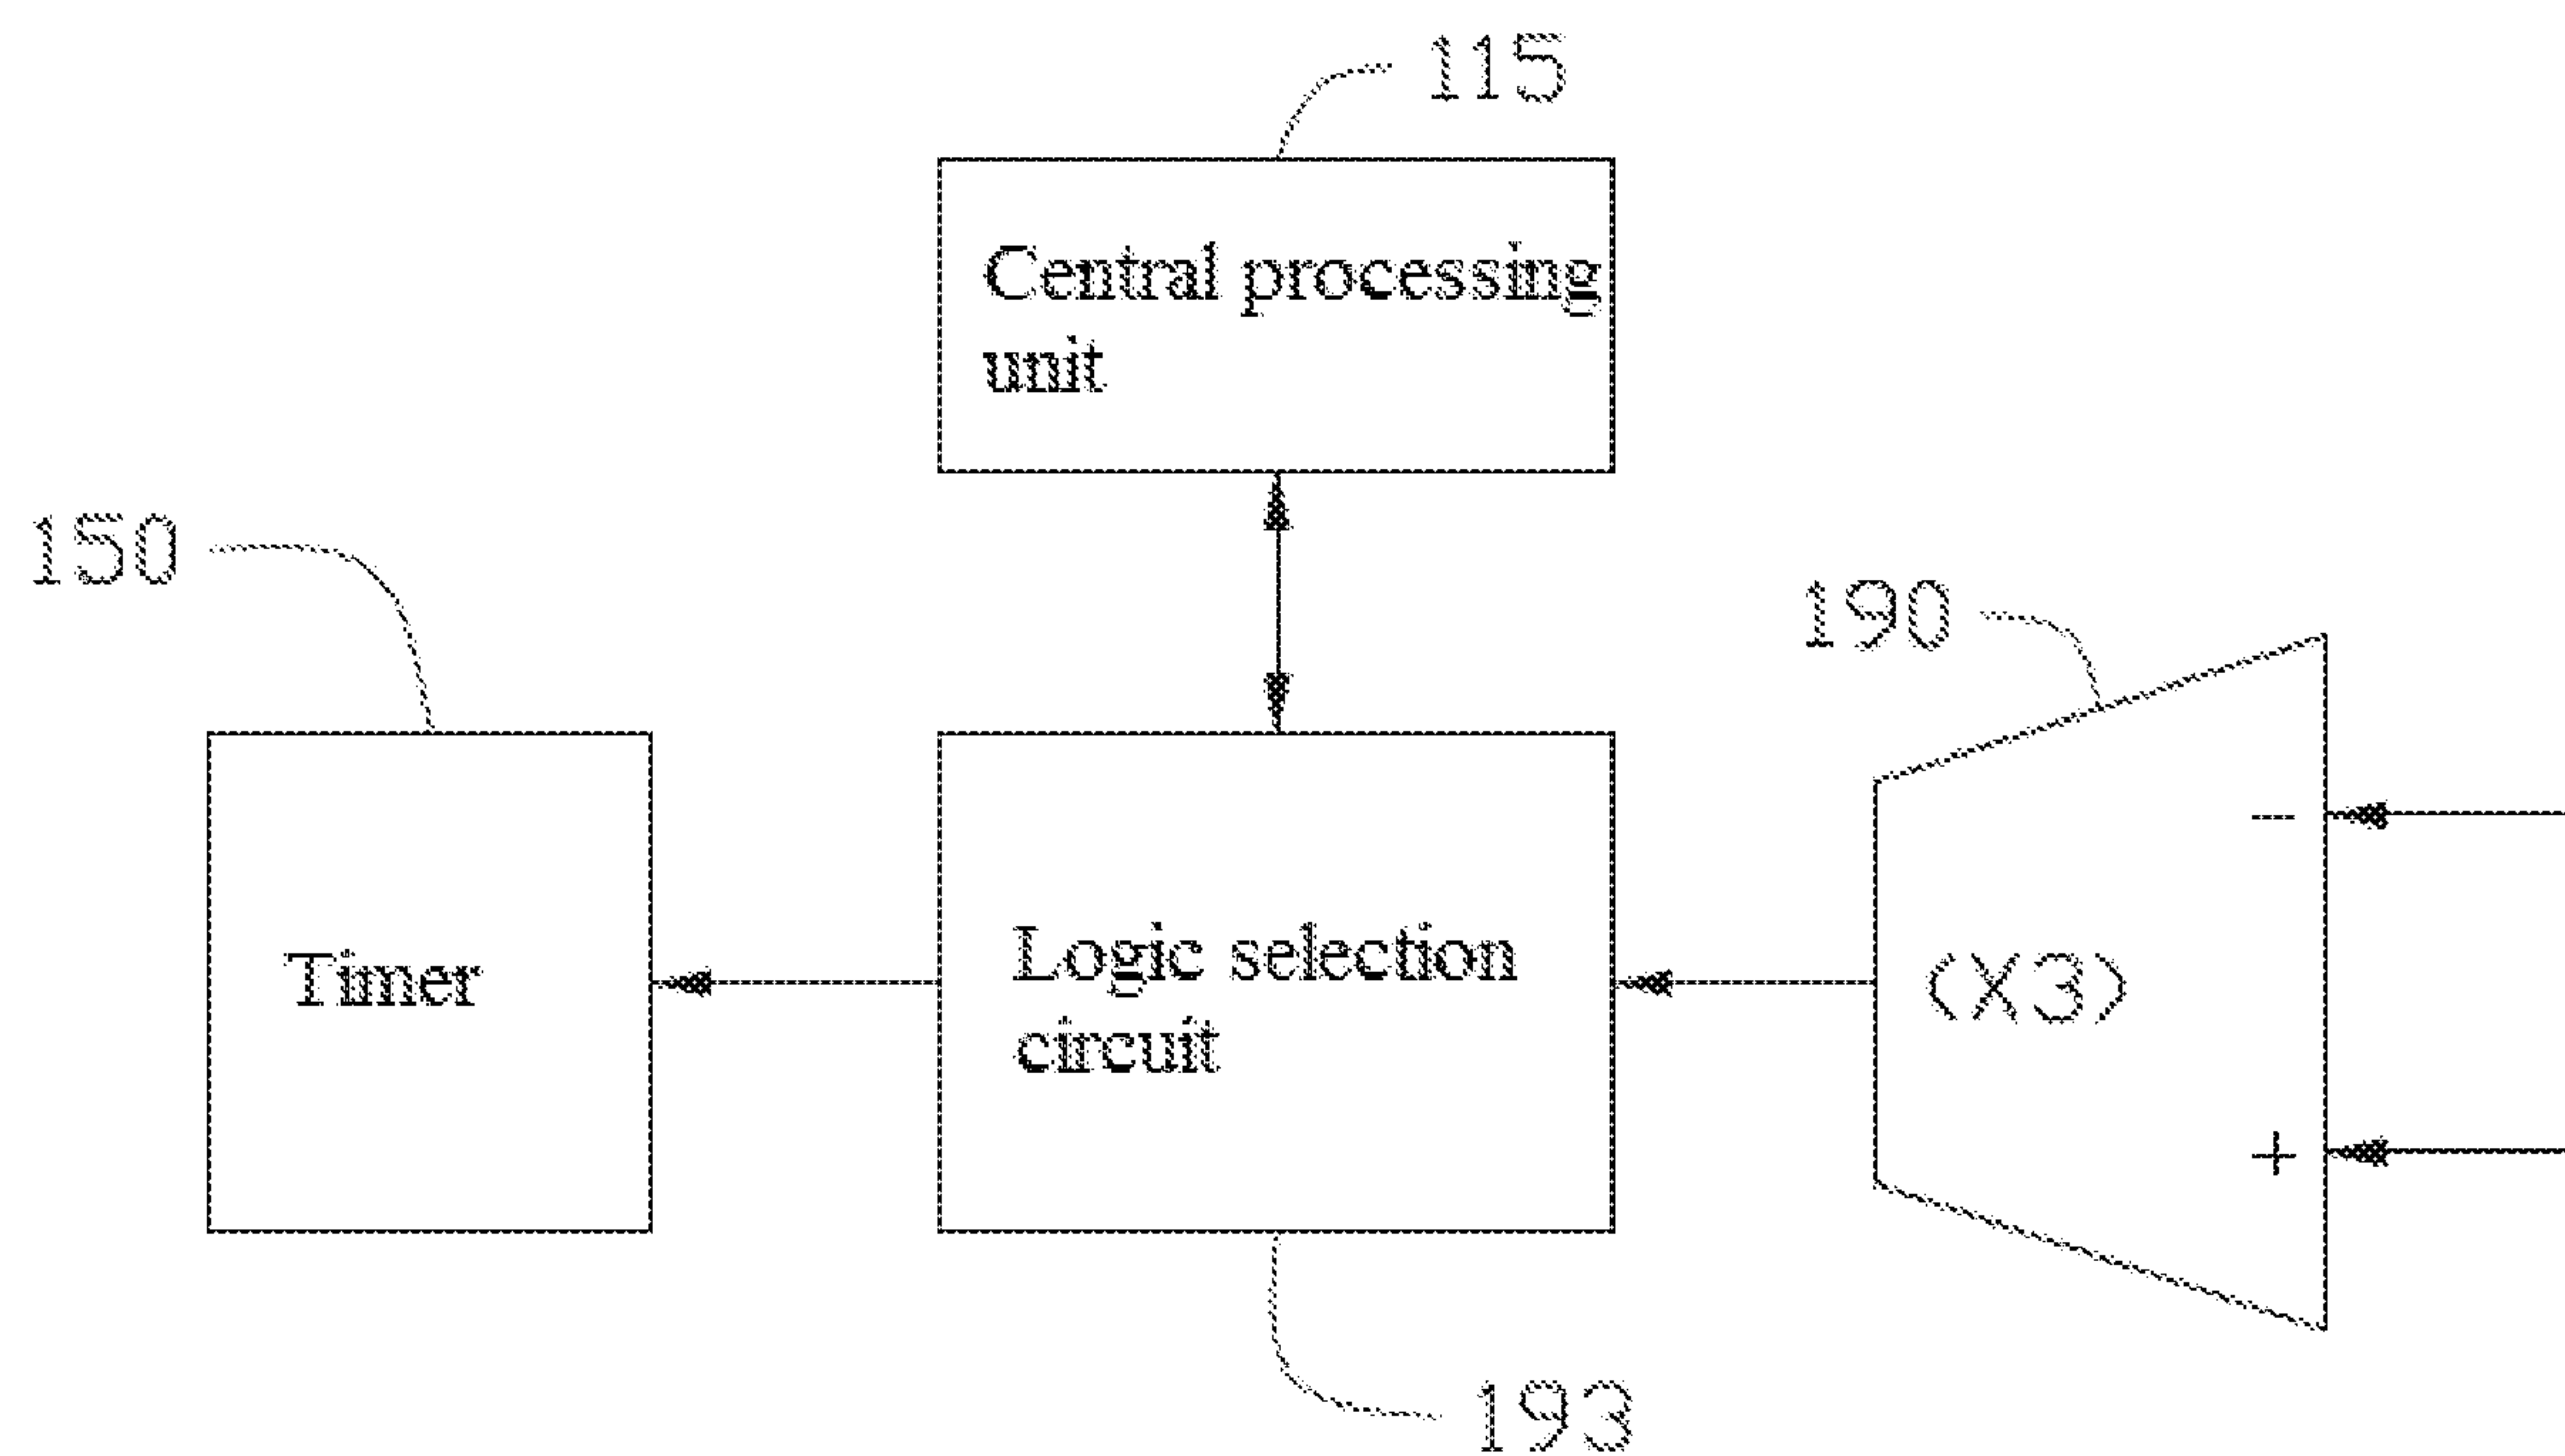 115
Central processing
unit
150
190
−
Timer
Logic selection
circuit
(X3)
+
193